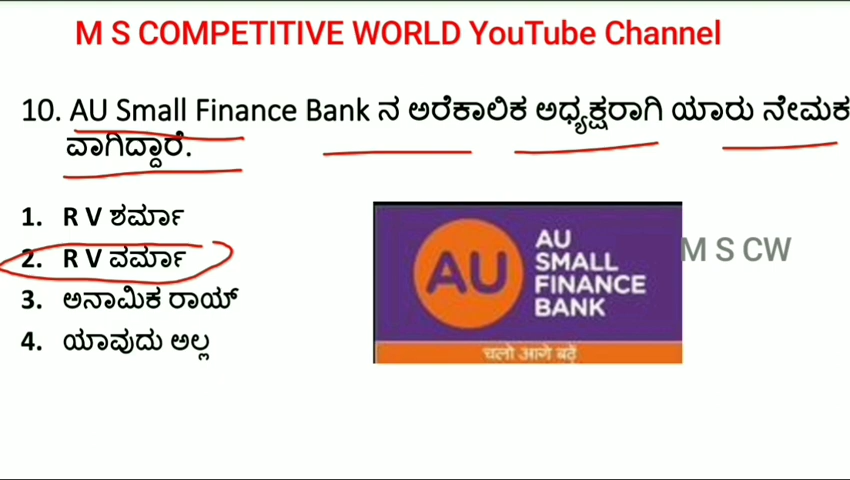 M S COMPETITIVE WORLD YouTube Channel
10. AU Small Finance Bank ನ ಅರೆಕಾಲಿಕ ಅಧ್ಯಕ್ಷರಾಗಿ ಯಾರು ನೇಮಕ
ವಾಗಿದ್ದಾರೆ.
1. R V ಶರ್ಮಾ
2. R V ವರ್ಮಾ
3. ಅನಾಮಿಕ ರಾಯ್
4. ಯಾವುದು ಅಲ್ಲ
AU
AU
SMALL
FINANCE
BANK
चलो आगे बढ़ें
M S CW